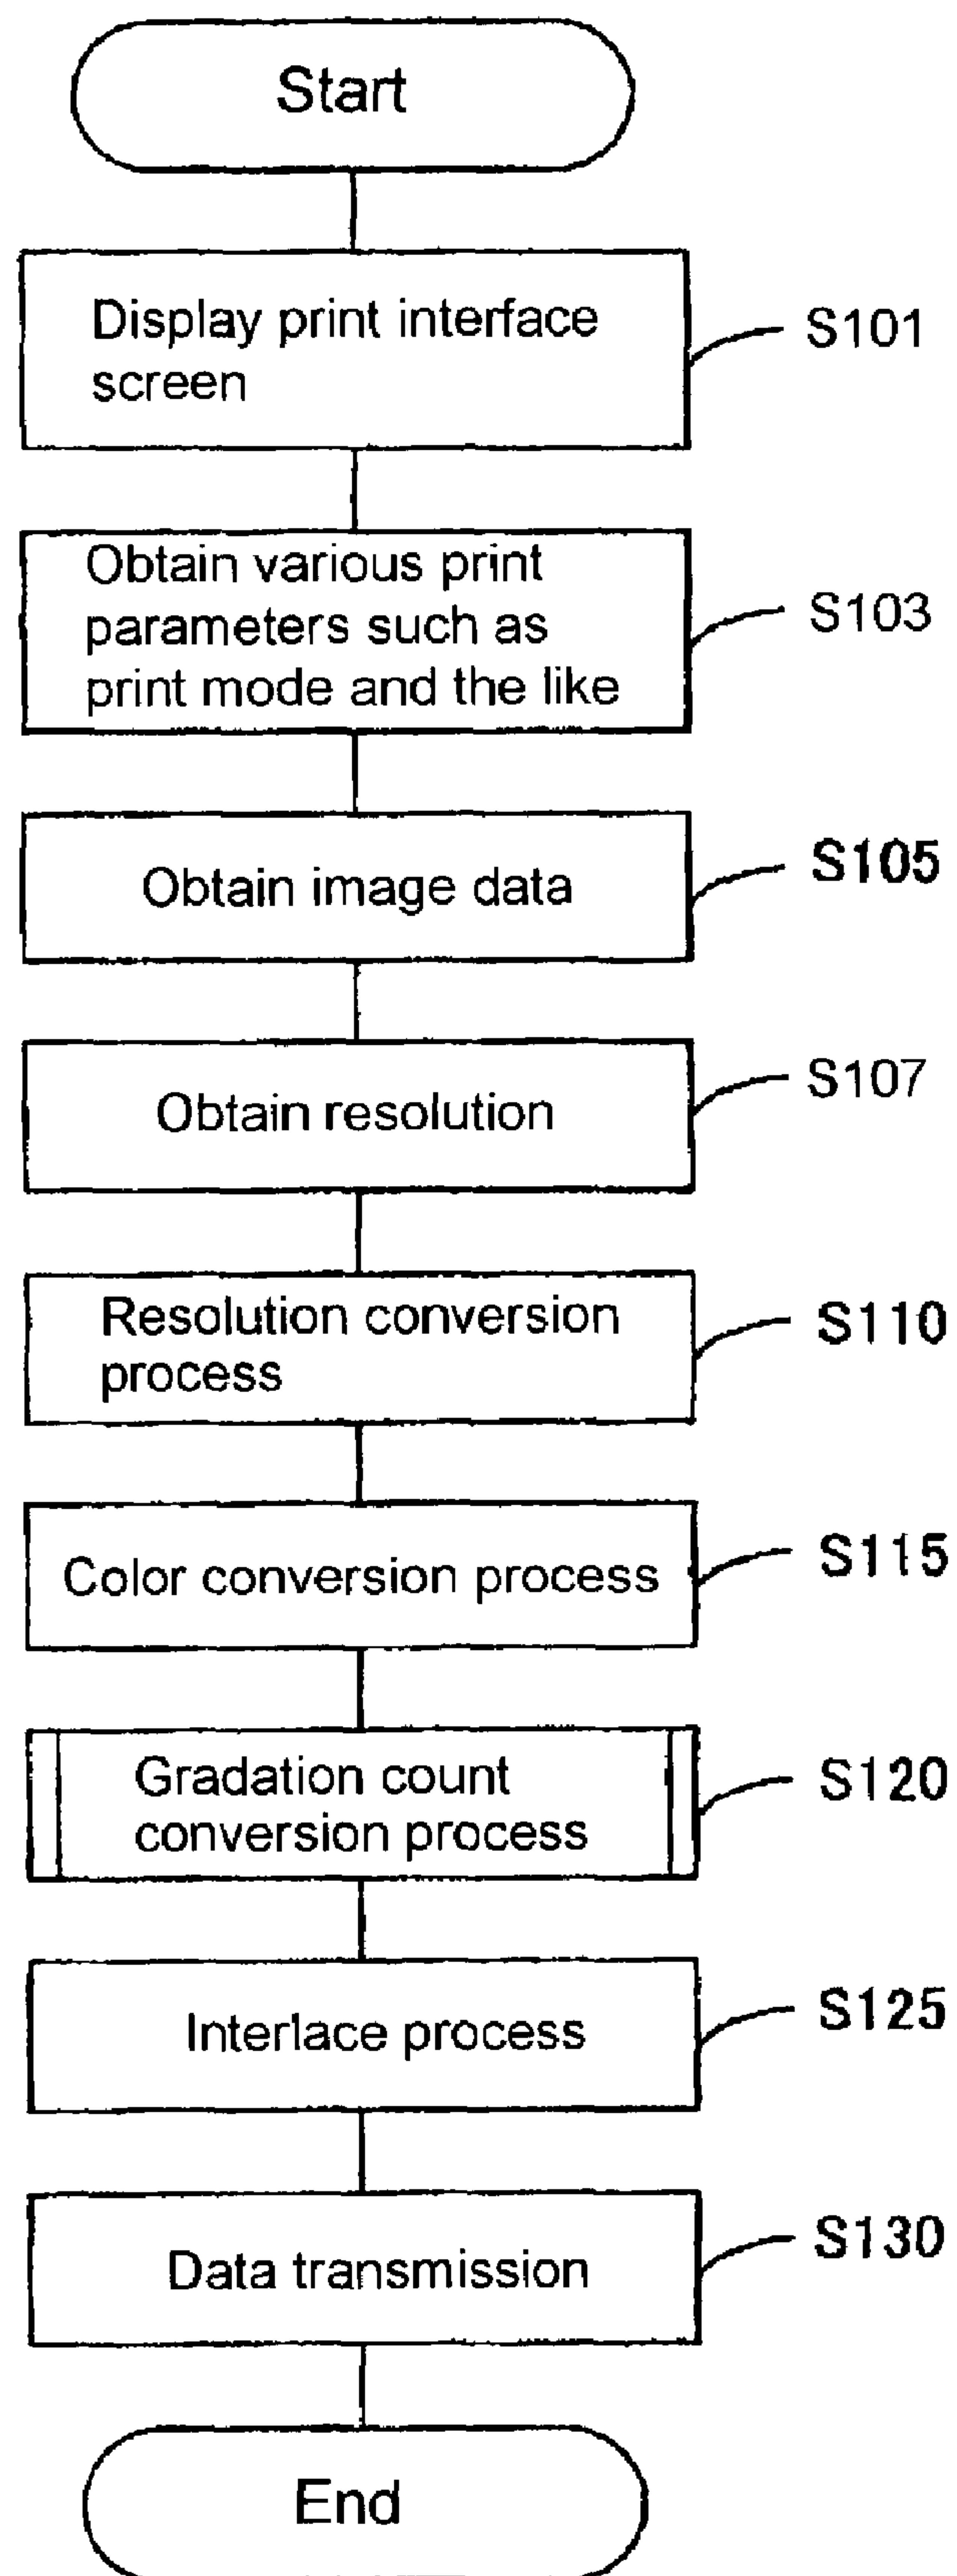 Start
Display print interface
screen
S101
Obtain various print
parameters such as
print mode and the like
S103
Obtain image data
S105
Obtain resolution
S107
Resolution conversion
process
S110
Color conversion process
S115
Gradation count
conversion process
S120
Interlace process
S125
Data transmission
S130
End